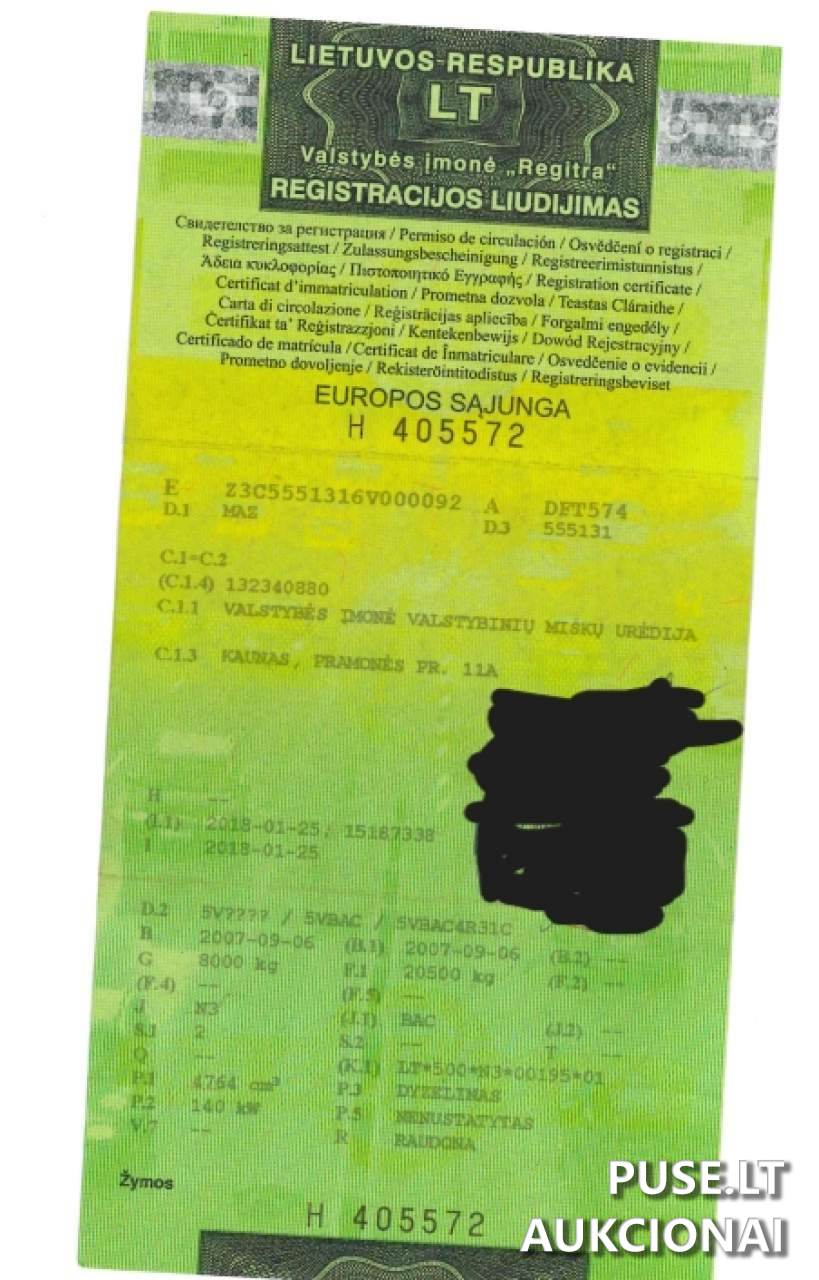 LIETUVOS RESPUBLIKA
LT
Valstybės įmonė „Regitra“
REGISTRACIJOS LIUDIJIMAS
Свидетелство за регистрация / Permiso de circulación / Osvědčení o registraci /
Registreringsattest / Zulassungsbescheinigung / Registreerimistunnistus /
Άδεια κυκλοφορίας / Πιστοποιητικό Εγγραφής / Registration certificate /
Certificat d'immatriculation / Prometna dozvola / Teastas Cláraithe /
Carta di circolazione / Reģistrācijas apliecība / Forgalmi engedély /
Ċertifikat ta' Reġistrazzjoni / Kentekenbewijs / Dowód Rejestracyjny /
Certificado de matrícula / Certificat de Înmatriculare / Osvedčenie o evidencii /
Prometno dovoljenje / Rekisteröintitodistus / Registreringsbeviset
EUROPOS SĄJUNGA
H 405572
E Z3C5551316V000092 A DFT574
D.1 MAZ D.3 555131
C.1=C.2
(C.1.4) 132340880
C.1.1 VALSTYBĖS ĮMONĖ VALSTYBINIŲ MIŠKŲ URĖDIJA
C.1.3 KAUNAS, PRAMONĖS PR. 11A
H --
(I.1) 2018-01-25, 15187338
I 2018-01-25
D.2 5V???? / 5VBAC / 5VBAC4R31C
B 2007-09-06 (B.1) 2007-09-06 (B.2) --
G 8000 kg F.1 20500 kg (F.2) --
(F.4) -- (F.5) --
J N3 (J.1) BAC (J.2) --
S.1 2 S.2 -- T --
Q -- (K.1) LT*500*N3*00195*01
P.1 4764 cm³ P.3 DYZELINAS
P.2 140 kW P.5 NENUSTATYTAS
V.7 -- R RAUDONA
Žymos
H 405572
PUSE.LT
AUKCIONAI